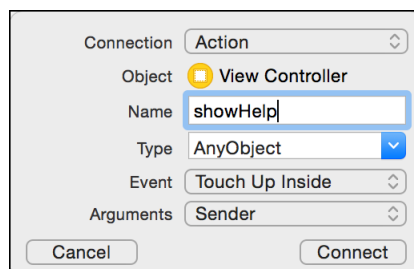 Connection Action
Object View Controller
Name showHelp
Type AnyObject
Event Touch Up Inside
Arguments Sender
Cancel Connect